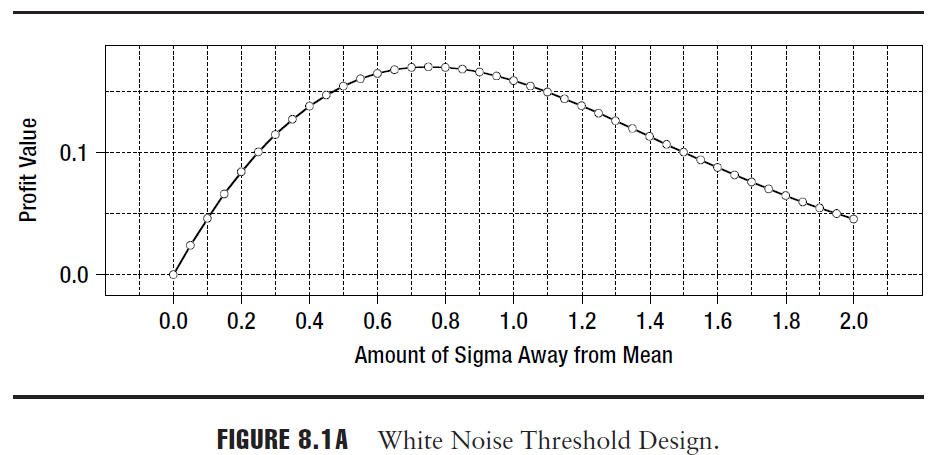 Profit Value
0.1
0.0
0.0 0.2 0.4 0.6 0.8 1.0 1.2 1.4 1.6 1.8 2.0
Amount of Sigma Away from Mean
FIGURE 8.1A White Noise Threshold Design.